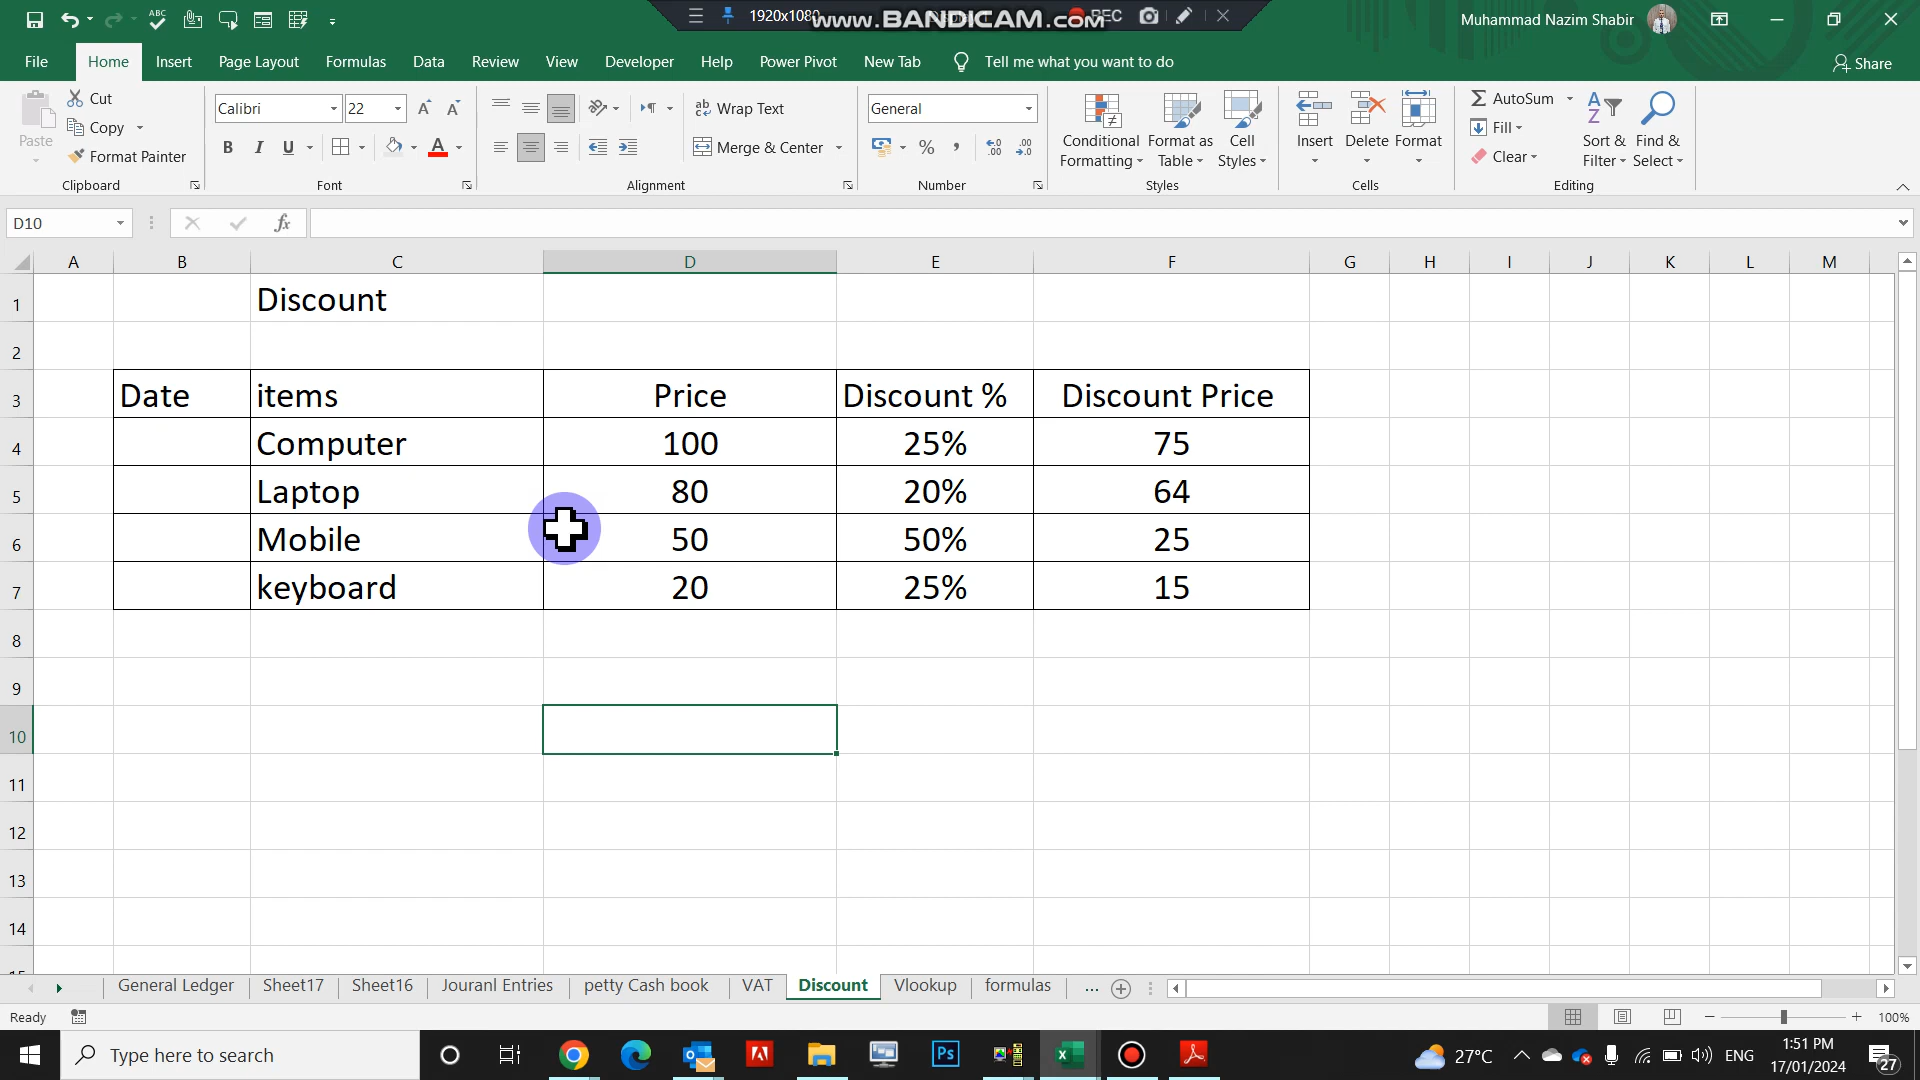 1920x1080 www.BANDICAM.com REC Muhammad Nazim Shabir
File Home Insert Page Layout Formulas Data Review View Developer Help Power Pivot New Tab Tell me what you want to do Share
Paste Cut Copy Format Painter
Calibri 22
B I U A
Wrap Text
Merge & Center
General
% ,
Conditional Formatting
Format as Table
Cell Styles
Insert Delete Format
AutoSum
Fill
Clear
Sort & Filter
Find & Select
Clipboard Font Alignment Number Styles Cells Editing
D10 fx
A B C D E F G H I J K L M
1 Discount
2
3 Date items Price Discount % Discount Price
4 Computer 100 25% 75
5 Laptop 80 20% 64
6 Mobile 50 50% 25
7 keyboard 20 25% 15
8
9
10
11
12
13
14
General Ledger Sheet17 Sheet16 Jouranl Entries petty Cash book VAT Discount Vlookup formulas ...
Ready 100%
Type here to search 27°C ENG 1:51 PM
17/01/2024 27